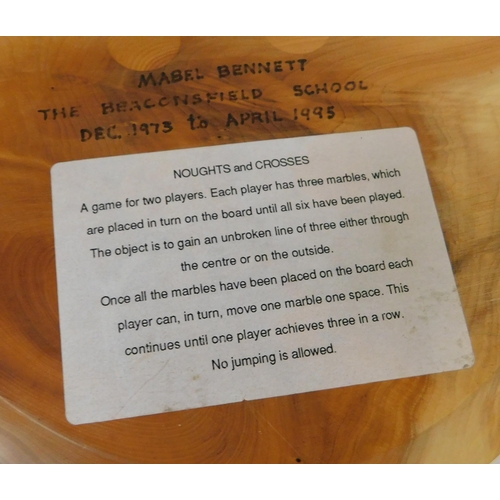 MABEL BENNETT
THE BEACONSFIELD SCHOOL
DEC. 1973 to APRIL 1995
NOUGHTS and CROSSES
A game for two players. Each player has three marbles, which
are placed in turn on the board until all six have been played.
The object is to gain an unbroken line of three either through
the centre or on the outside.
Once all the marbles have been placed on the board each
player can, in turn, move one marble one space. This
continues until one player achieves three in a row.
No jumping is allowed.